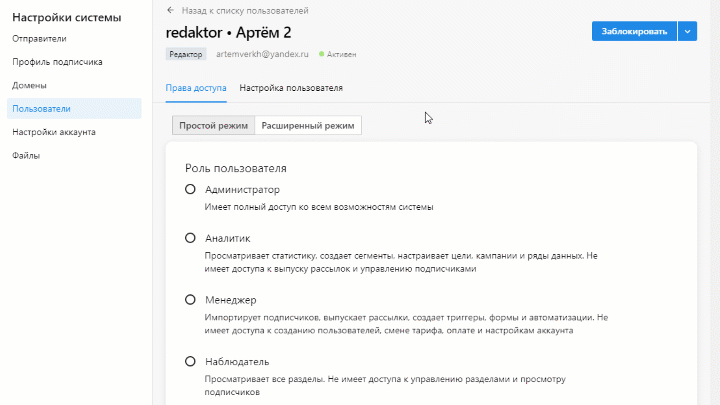 Настройки системы
Отправители
Профиль подписчика
Домены
Пользователи
Настройки аккаунта
Файлы
Назад к списку пользователей
redaktor • Артём 2
Заблокировать
Редактор artemverkh@yandex.ru Активен
Права доступа Настройка пользователя
Простой режим Расширенный режим
Роль пользователя
Администратор
Имеет полный доступ ко всем возможностям системы
Аналитик
Просматривает статистику, создает сегменты, настраивает цели, кампании и ряды данных. Не
имеет доступа к выпуску рассылок и управлению подписчиками
Менеджер
Импортирует подписчиков, выпускает рассылки, создает триггеры, формы и автоматизации. Не
имеет доступа к созданию пользователей, смене тарифа, оплате и настройкам аккаунта
Наблюдатель
Просматривает все разделы. Не имеет доступа к управлению разделами и просмотру
подписчиков